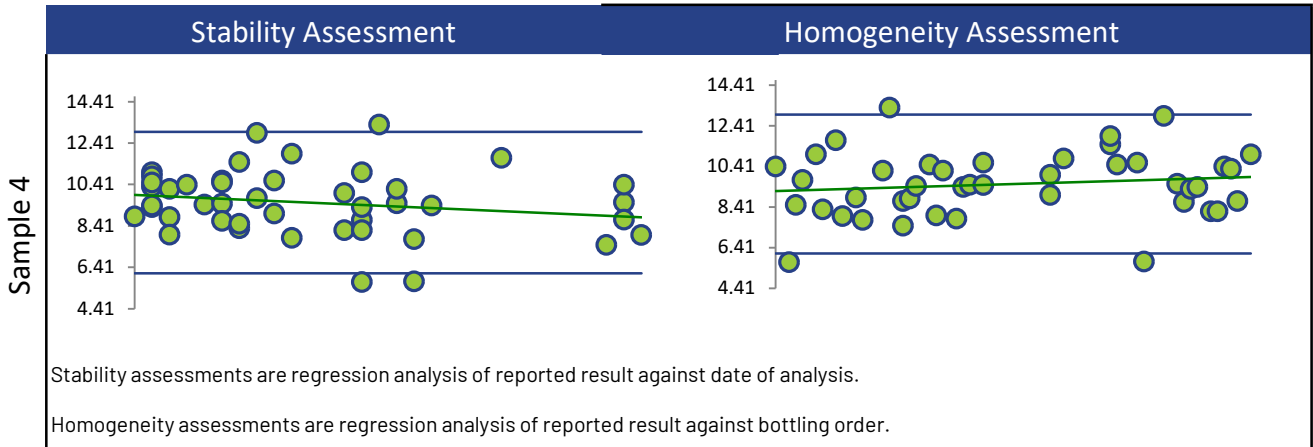 Stability Assessment
Homogeneity Assessment
Sample 4
14.41
12.41
10.41
8.41
6.41
4.41
14.41
12.41
10.41
8.41
6.41
4.41
Stability assessments are regression analysis of reported result against date of analysis.
Homogeneity assessments are regression analysis of reported result against bottling order.